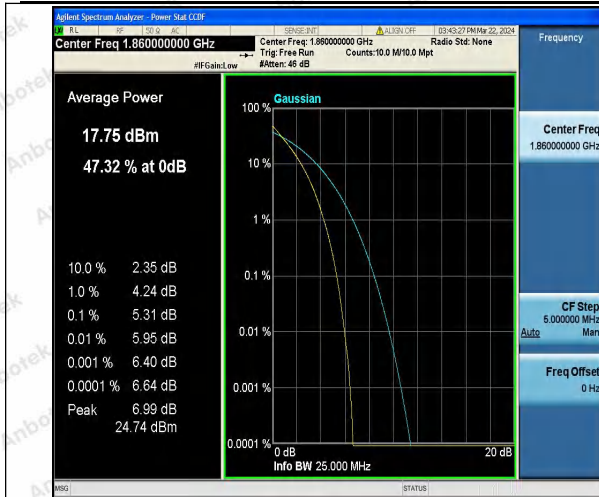 Agilent Spectrum Analyzer - Power Stat CCDF
RL RF 50 Ω AC SENSE:INT ALIGN OFF 03:43:27 PM Mar 22, 2024
Center Freq 1.860000000 GHz
Center Freq: 1.860000000 GHz Radio Std: None
Trig: Free Run Counts:10.0 M/10.0 Mpt
#IFGain:Low #Atten: 46 dB
Frequency
Average Power
17.75 dBm
47.32 % at 0dB
10.0 % 2.35 dB
1.0 % 4.24 dB
0.1 % 5.31 dB
0.01 % 5.95 dB
0.001 % 6.40 dB
0.0001 % 6.64 dB
Peak 6.99 dB
24.74 dBm
Gaussian
100 %
10 %
1 %
0.1 %
0.01 %
0.001 %
0.0001 %
0 dB 20 dB
Info BW 25.000 MHz
Center Freq
1.860000000 GHz
CF Step
5.000000 MHz
Auto Man
Freq Offset
0 Hz
MSG STATUS